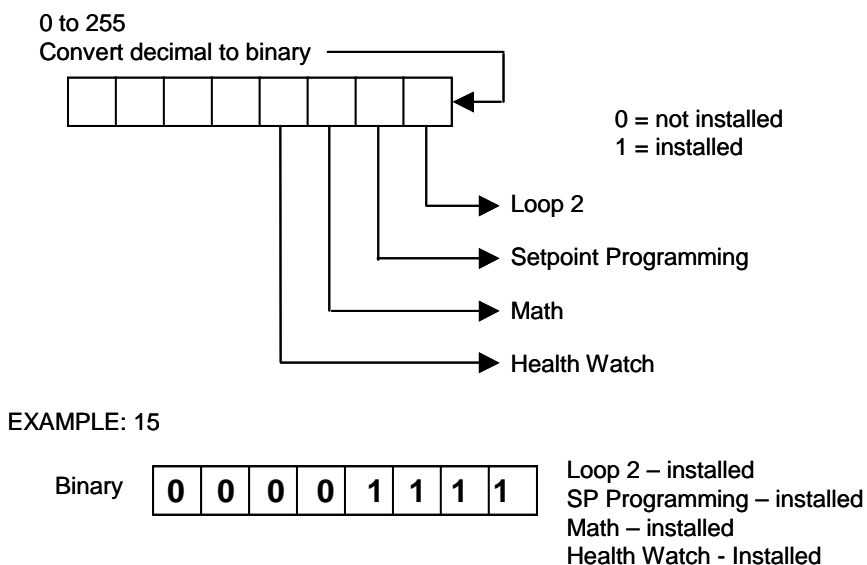 0 to 255
Convert decimal to binary
0 = not installed
1 = installed
Loop 2
Setpoint Programming
Math
Health Watch
EXAMPLE: 15
Binary 0 0 0 0 1 1 1 1
Loop 2 – installed
SP Programming – installed
Math – installed
Health Watch - Installed